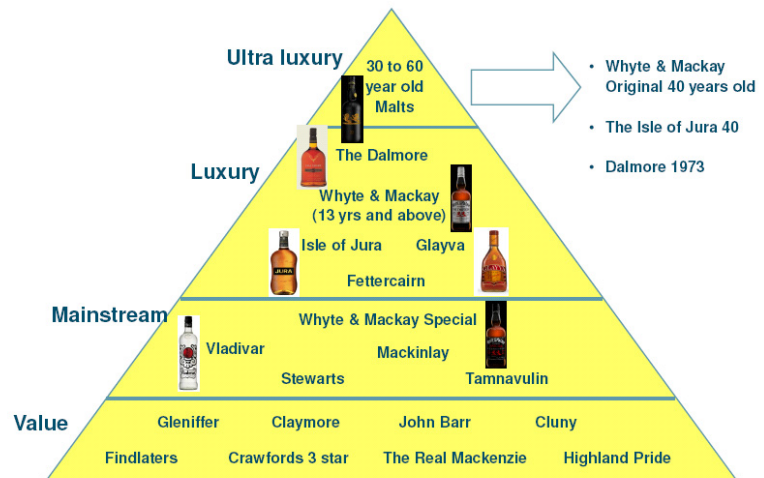 Ultra luxury
30 to 60
year old
Malts
• Whyte & Mackay
Original 40 years old
• The Isle of Jura 40
• Dalmore 1973
Luxury
The Dalmore
Whyte & Mackay
(13 yrs and above)
Isle of Jura Glayva
JURA
GLAYVA
Fettercairn
Mainstream
Whyte & Mackay Special
Vladivar
Mackinlay
Stewarts Tamnavulin
Value
Gleniffer Claymore John Barr Cluny
Findlaters Crawfords 3 star The Real Mackenzie Highland Pride